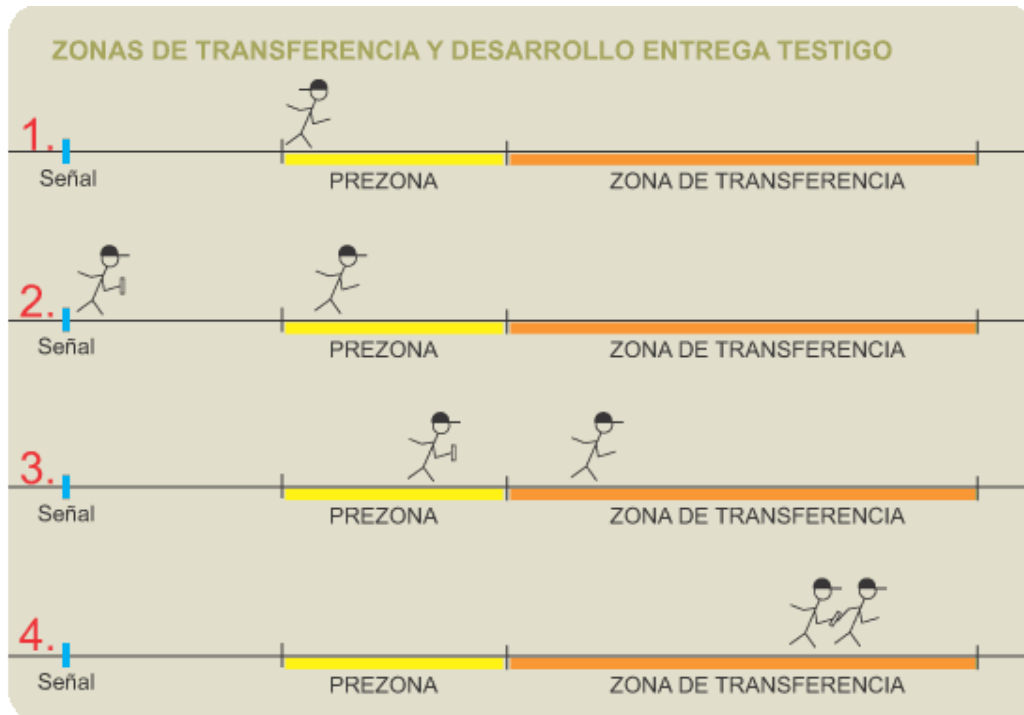 ZONAS DE TRANSFERENCIA Y DESARROLLO ENTREGA TESTIGO
1.
Señal PREZONA ZONA DE TRANSFERENCIA
2.
Señal PREZONA ZONA DE TRANSFERENCIA
3.
Señal PREZONA ZONA DE TRANSFERENCIA
4.
Señal PREZONA ZONA DE TRANSFERENCIA